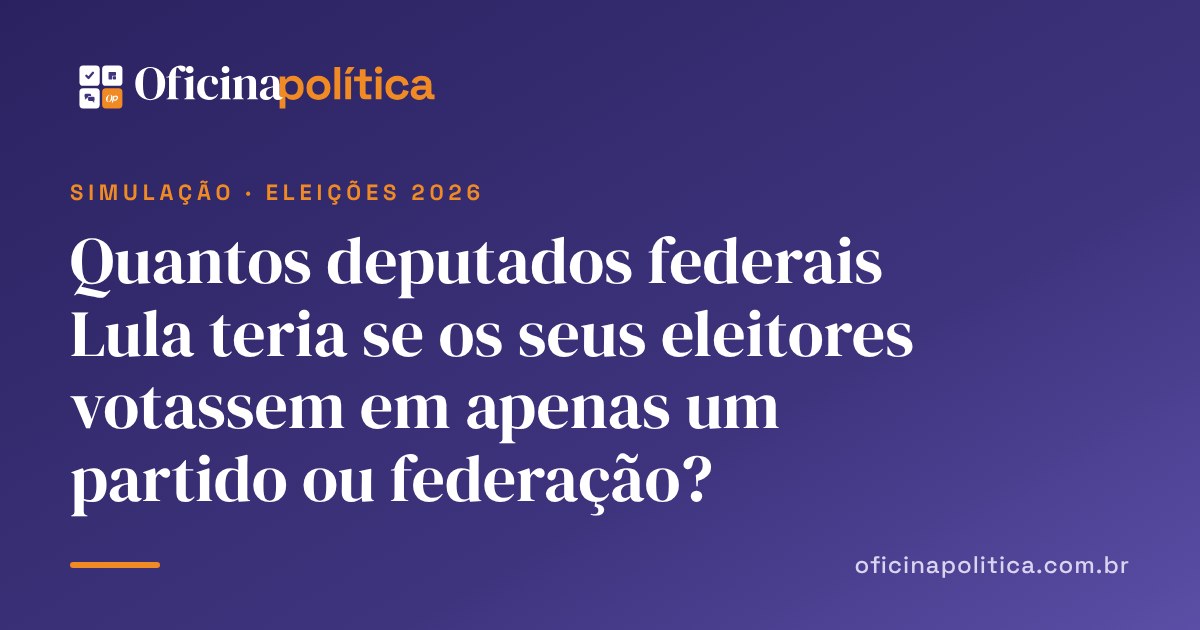 Oficinapolítica
SIMULAÇÃO · ELEIÇÕES 2026
Quantos deputados federais
Lula teria se os seus eleitores
votassem em apenas um
partido ou federação?
oficinapolitica.com.br